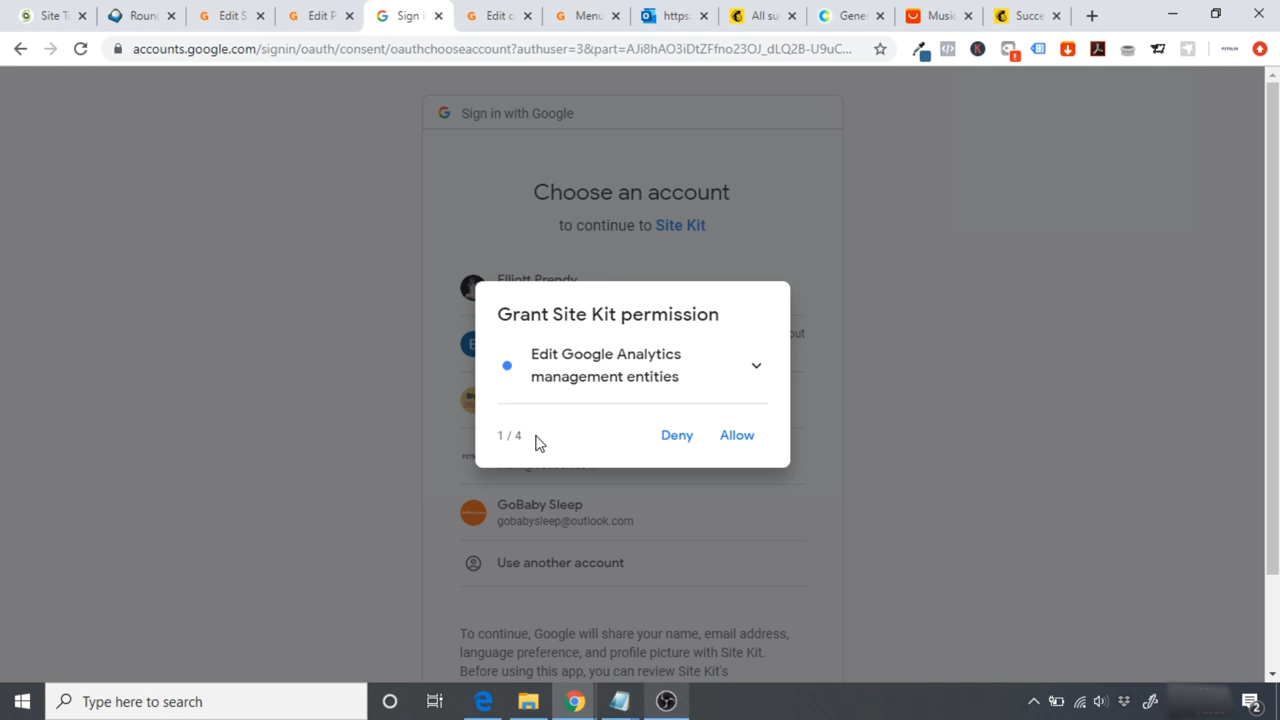 Site T
Roun
Edit S
Edit P
Sign i
Edit c
Menu
https:
All su
Gene
Music
Succe
accounts.google.com/signin/oauth/consent/oauthchooseaccount?authuser=3&part=AJi8hAO3iDtZFfno23OJ_dLQ2B-U9uC...
Sign in with Google
Choose an account
to continue to Site Kit
Elliott Prendy
out
Grant Site Kit permission
Edit Google Analytics
management entities
1 / 4
Deny
Allow
GoBaby Sleep
gobabysleep@outlook.com
Use another account
To continue, Google will share your name, email address,
language preference, and profile picture with Site Kit.
Before using this app, you can review Site Kit's
Type here to search
2